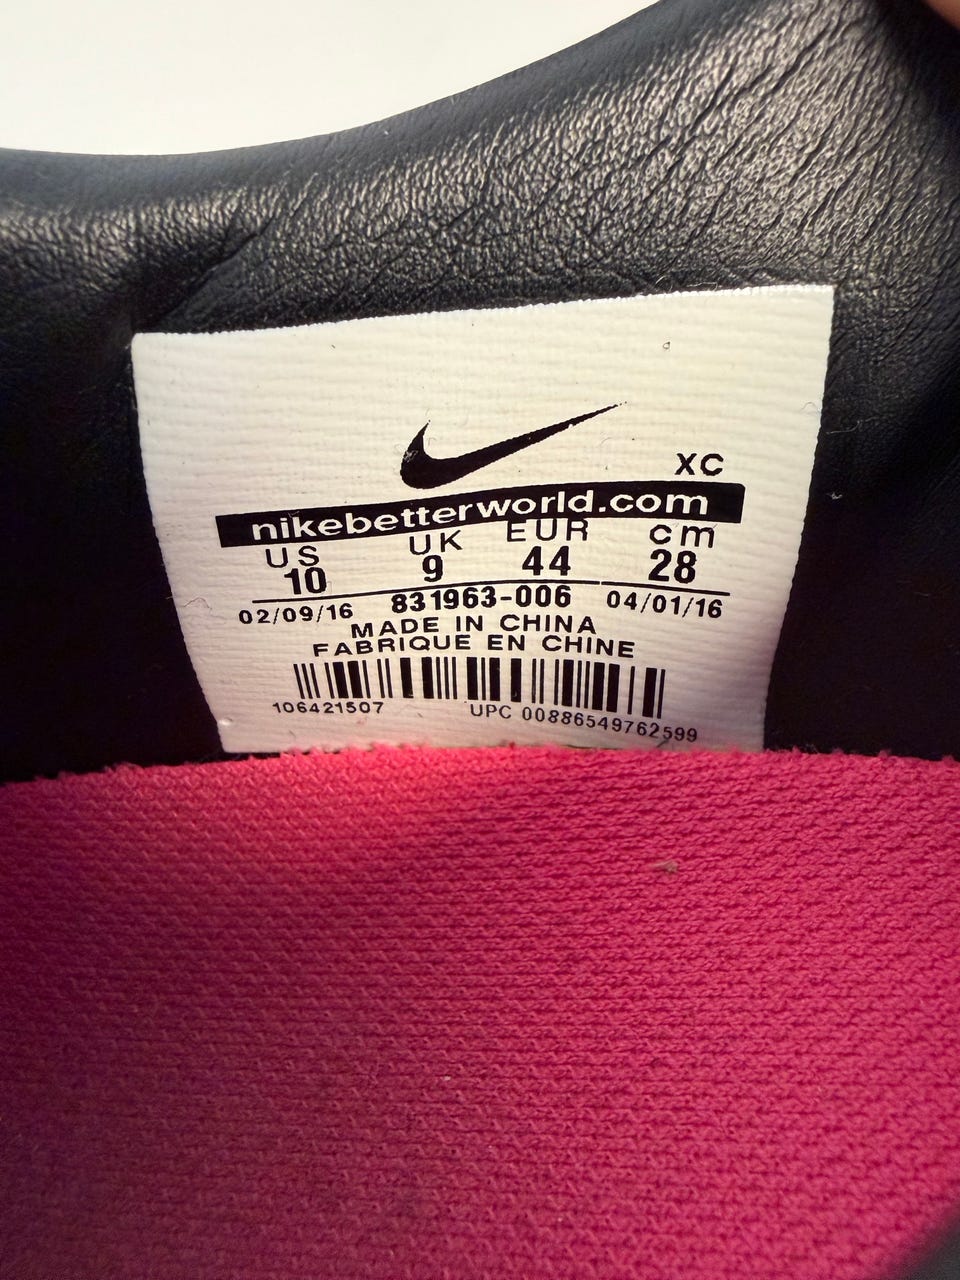 XC
nikebetterworld.com
US UK EUR cm
10 9 44 28
02/09/16 831963-006 04/01/16
MADE IN CHINA
FABRIQUE EN CHINE
106421507 UPC 00886549762599